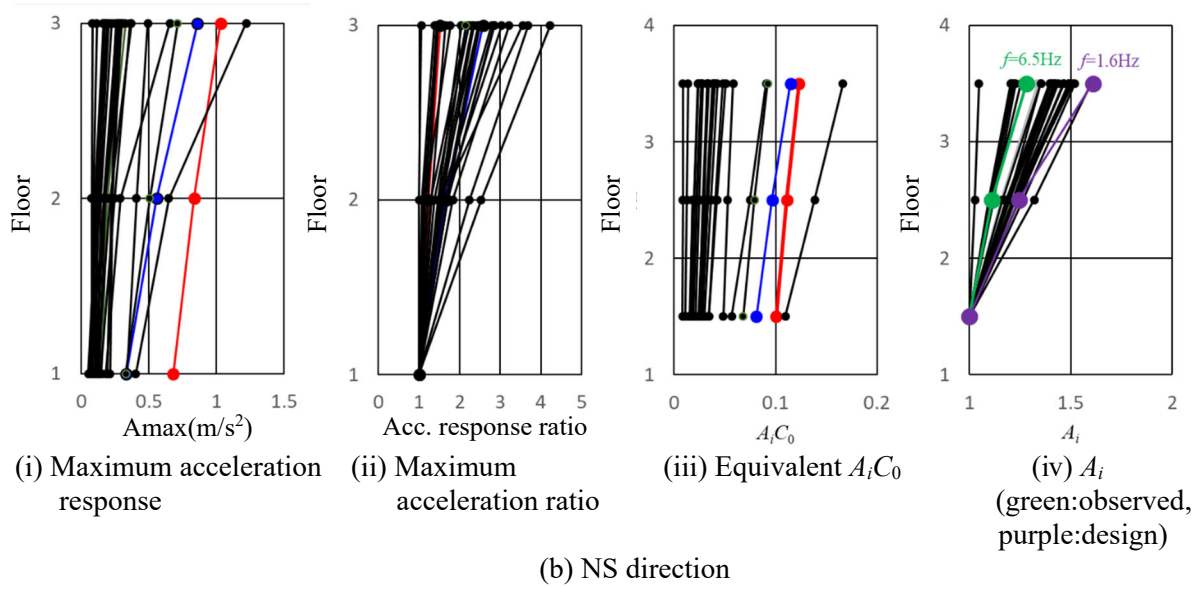 3
2
1
Floor
0
0.5
1
1.5
Amax(m/s²)
3
2
1
Floor
0
1
2
3
4
5
Acc. response ratio
4
3
2
1
Floor
0
0.1
0.2
AᵢC₀
4
3
2
1
Floor
f=6.5Hz
f=1.6Hz
1
1.5
2
Aᵢ
(i) Maximum acceleration
response
(ii) Maximum
acceleration ratio
(iii) Equivalent AᵢC₀
(iv) Aᵢ
(green:observed,
purple:design)
(b) NS direction